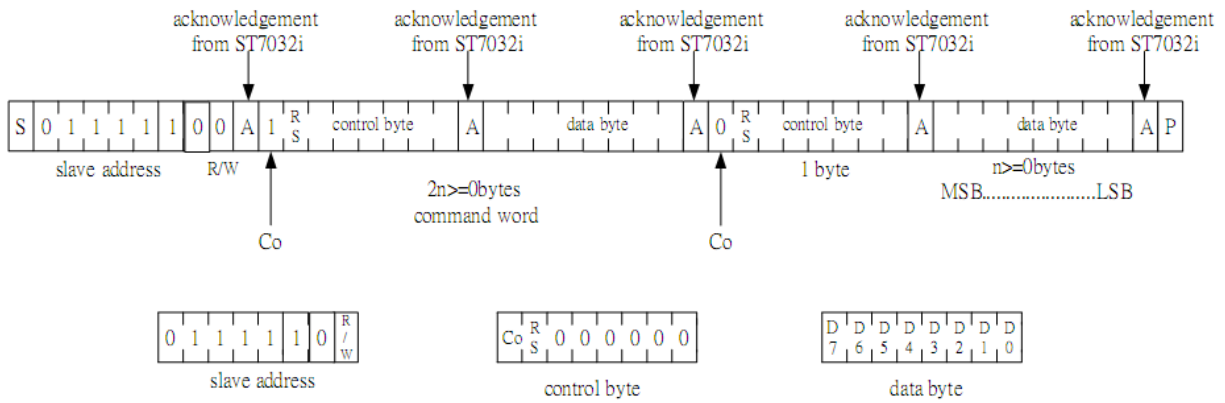 acknowledgement acknowledgement acknowledgement acknowledgement acknowledgement
from ST7032i from ST7032i from ST7032i from ST7032i from ST7032i
S 0 1 1 1 1 1 0 0 A 1 RS control byte A data byte A 0 RS control byte A data byte A P
slave address R/W 1 byte n>=0bytes
2n>=0bytes MSB.......................LSB
command word
Co Co
0 1 1 1 1 1 0 R/W Co RS 0 0 0 0 0 0 D7 D6 D5 D4 D3 D2 D1 D0
slave address control byte data byte